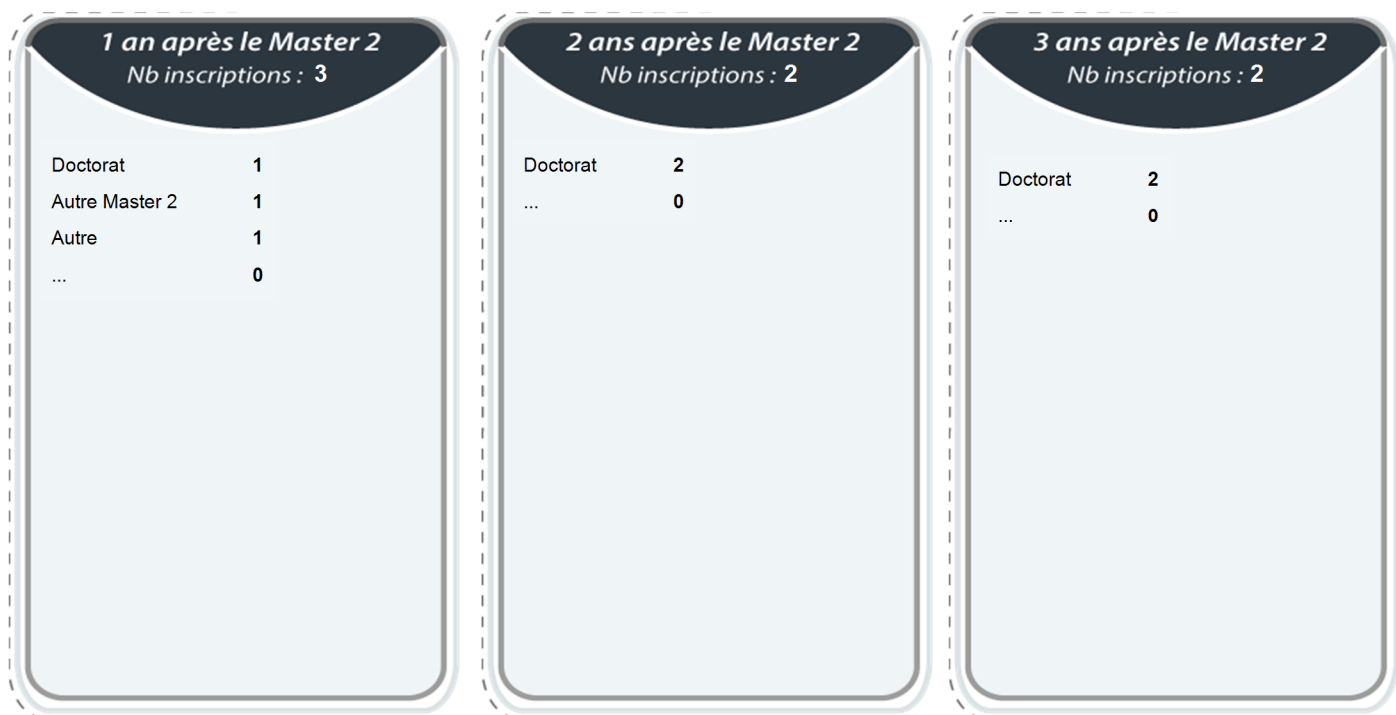 1 an après le Master 2
Nb inscriptions : 3
Doctorat 1
Autre Master 2 1
Autre 1
... 0
2 ans après le Master 2
Nb inscriptions : 2
Doctorat 2
... 0
3 ans après le Master 2
Nb inscriptions : 2
Doctorat 2
... 0